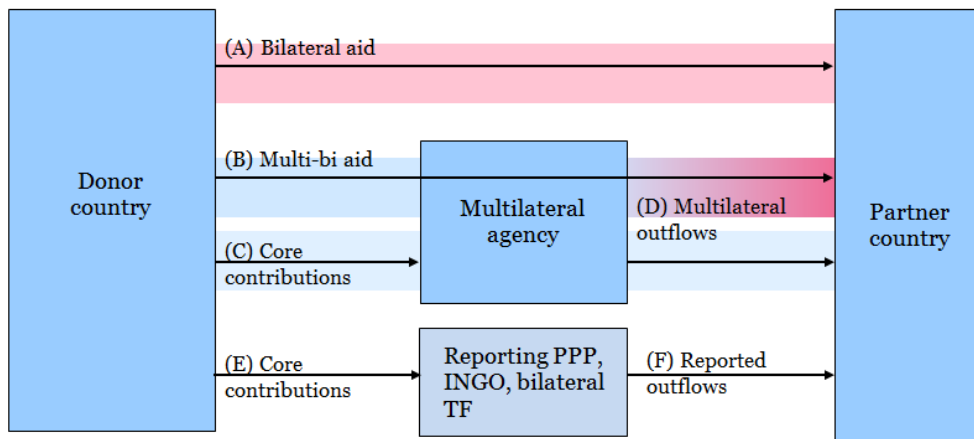 (A) Bilateral aid
(B) Multi-bi aid
Donor
country
Multilateral
agency
(D) Multilateral
outflows
Partner
country
(C) Core
contributions
(E) Core
contributions
Reporting PPP,
INGO, bilateral
TF
(F) Reported
outflows